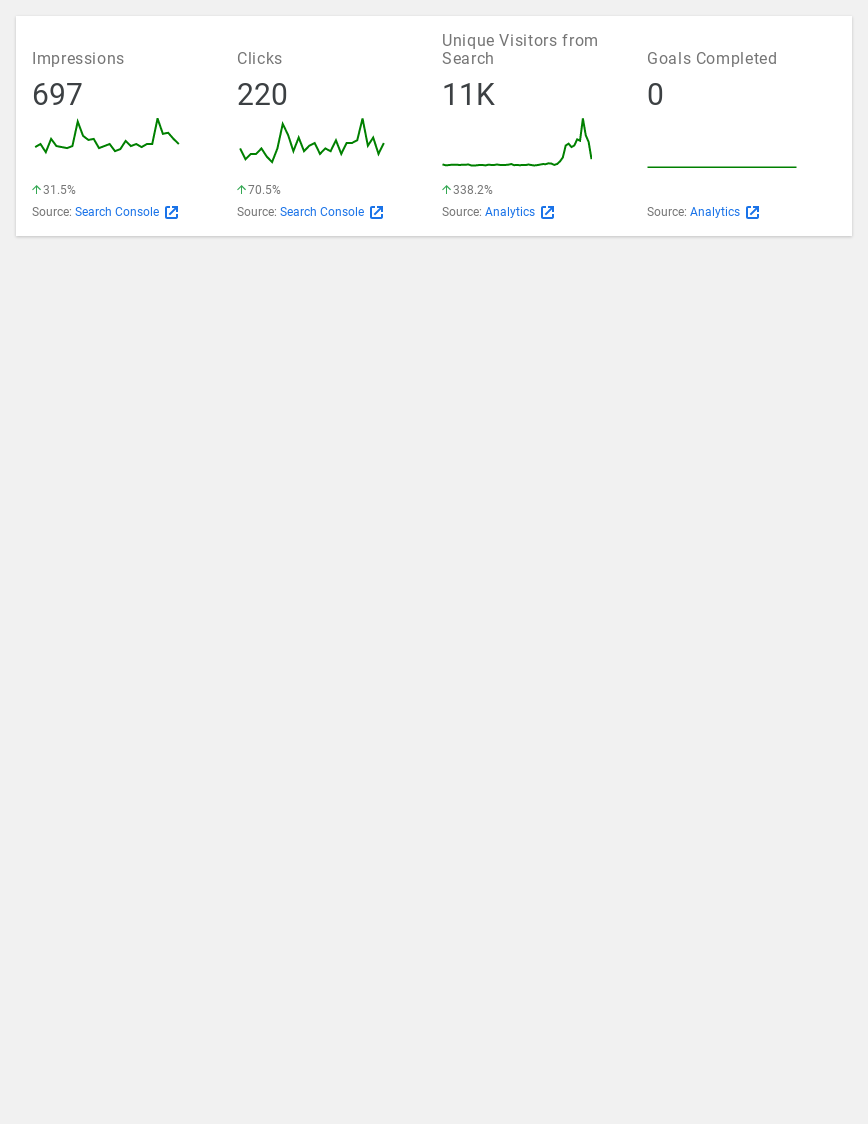 Impressions
697
31.5%
Source: Search Console
Clicks
220
70.5%
Source: Search Console
Unique Visitors from
Search
11K
338.2%
Source: Analytics
Goals Completed
0
Source: Analytics